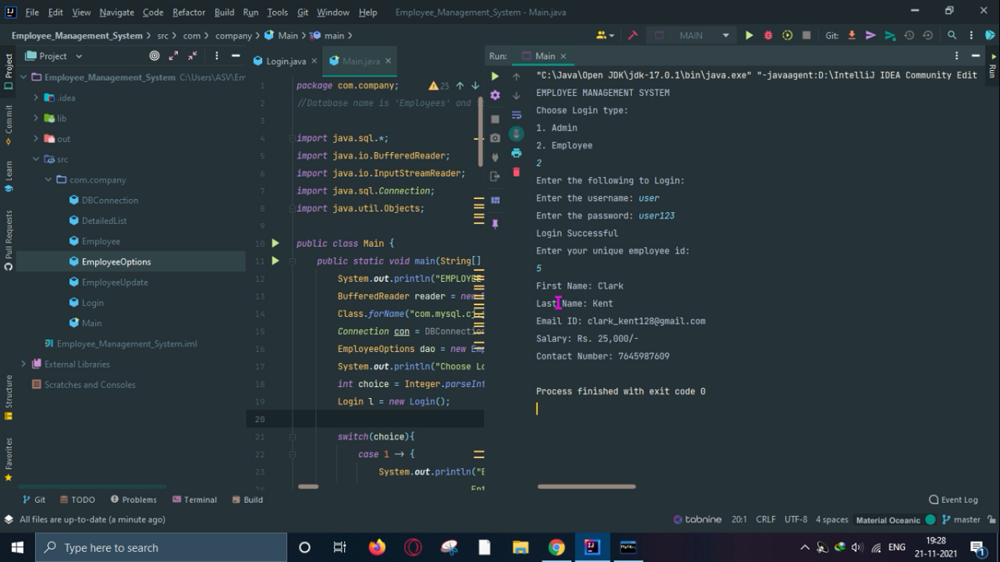 File Edit View Navigate Code Refactor Build Run Tools Git Window Help Employee_Management_System - Main.java
Employee_Management_System src com company Main main MAIN Git:
Project
Login.java Main.java
Run: Main
Project
Commit
Learn
Pull Requests
Structure
Favorites
Employee_Management_System C:\Users\ASV\Em
.idea
lib
out
src
com.company
DBConnection
DetailedList
Employee
EmployeeOptions
EmployeeUpdate
Login
Main
Employee_Management_System.iml
External Libraries
Scratches and Consoles
1 package com.company; 25
2 //Database name is 'Employees' and
3
4 import java.sql.*;
5 import java.io.BufferedReader;
6 import java.io.InputStreamReader;
7 import java.sql.Connection;
8 import java.util.Objects;
9
10 public class Main {
11 public static void main(String[]
12 System.out.println("EMPLOYEE
13 BufferedReader reader = new
14 Class.forName("com.mysql.cj
15 Connection con = DBConnection
16 EmployeeOptions dao = new Emp
17 System.out.println("Choose Lo
18 int choice = Integer.parseInt
19 Login l = new Login();
20
21 switch(choice){
22 case 1 -> {
23 System.out.println("E
"C:\Java\Open JDK\jdk-17.0.1\bin\java.exe" "-javaagent:D:\IntelliJ IDEA Community Edit
EMPLOYEE MANAGEMENT SYSTEM
Choose Login type:
1. Admin
2. Employee
2
Enter the following to Login:
Enter the username: user
Enter the password: user123
Login Successful
Enter your unique employee id:
5
First Name: Clark
Last Name: Kent
Email ID: clark_kent128@gmail.com
Salary: Rs. 25,000/-
Contact Number: 7645987609
Process finished with exit code 0
Run
Git TODO Problems Terminal Build Event Log
All files are up-to-date (a minute ago) tabnine 20:1 CRLF UTF-8 4 spaces Material Oceanic master
Type here to search ENG 19:28
21-11-2021 1